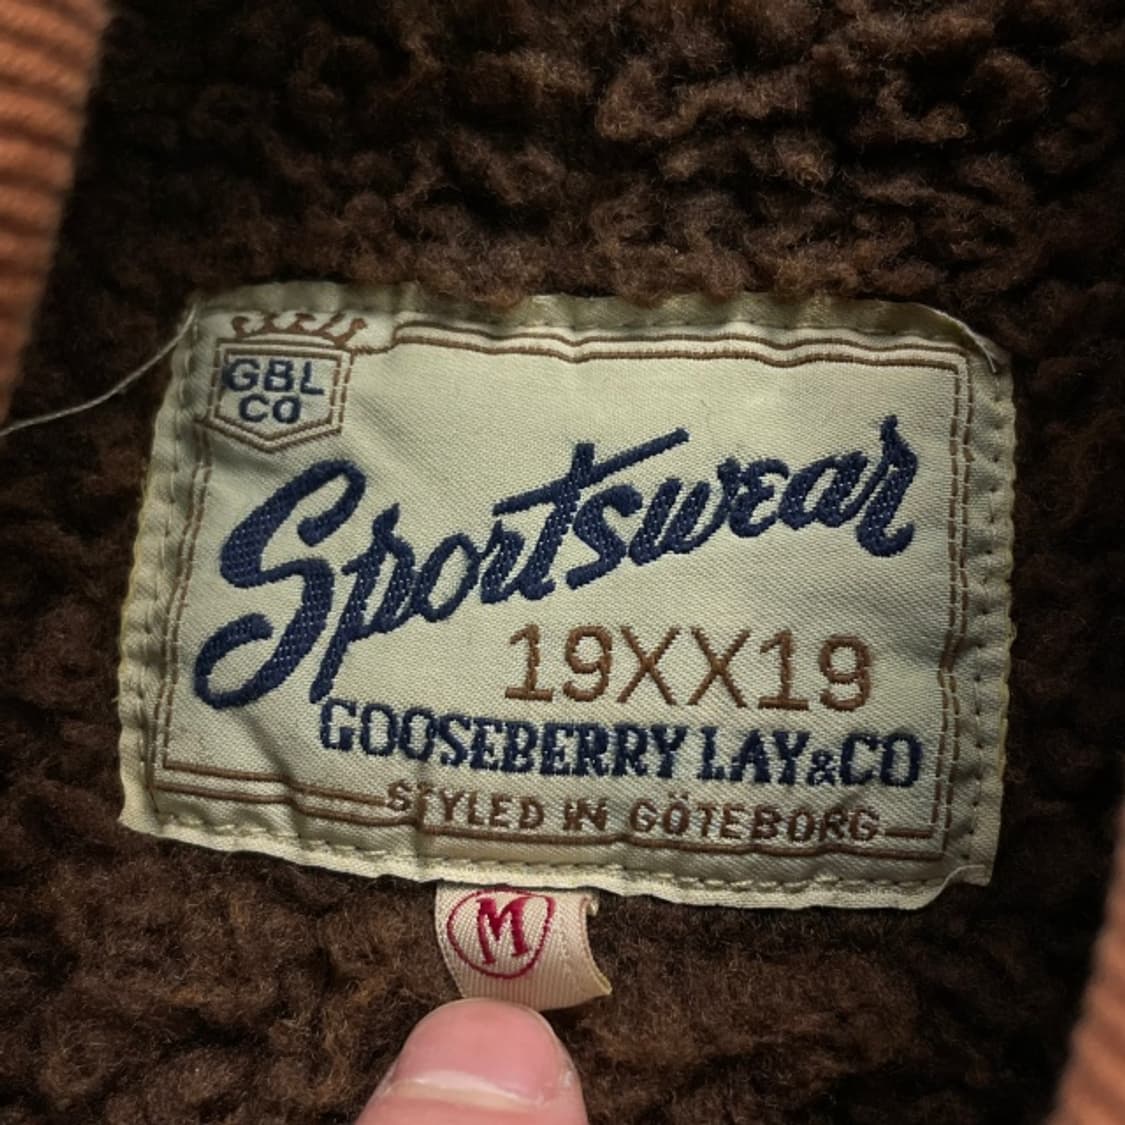 GBL
CO
Sportswear
19XX19
GOOSEBERRY LAY&CO
STYLED IN GÖTEBORG
M